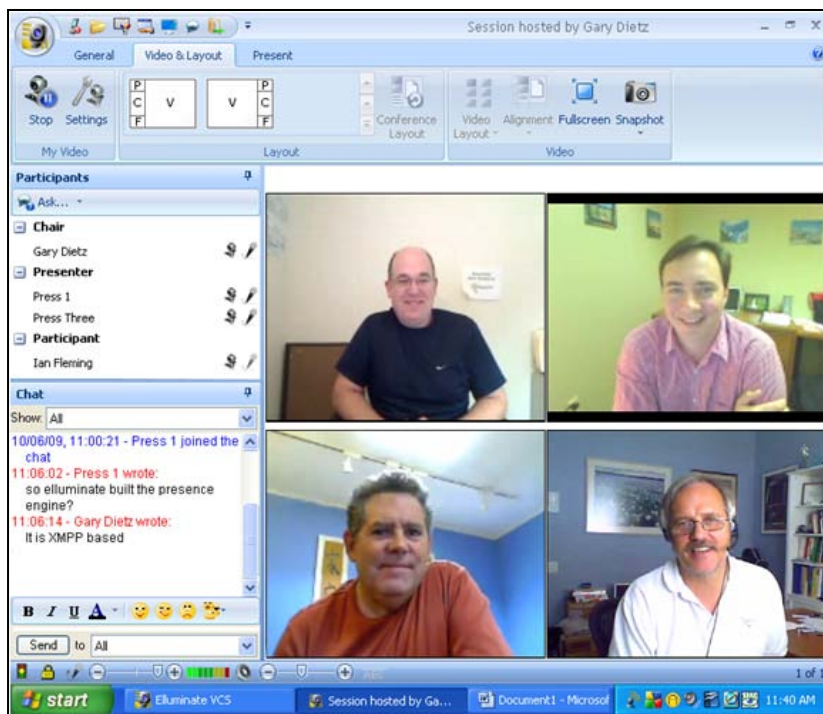 Session hosted by Gary Dietz
General Video & Layout Present
P
C
F
V
V
P
C
F
Stop Settings
Conference Layout
Video Layout
Alignment Fullscreen Snapshot
My Video Layout Video
Participants
Ask...
Chair
Gary Dietz
Presenter
Press 1
Press Three
Participant
Ian Fleming
Chat
Show: All
10/06/09, 11:00:21 - Press 1 joined the
chat
11:06:02 - Press 1 wrote:
so elluminate built the presence
engine?
11:06:14 - Gary Dietz wrote:
It is XMPP based
B I U A
Send to All
1 of 1
start Elluminate VCS Session hosted by Ga... Document1 - Microsof 11:40 AM